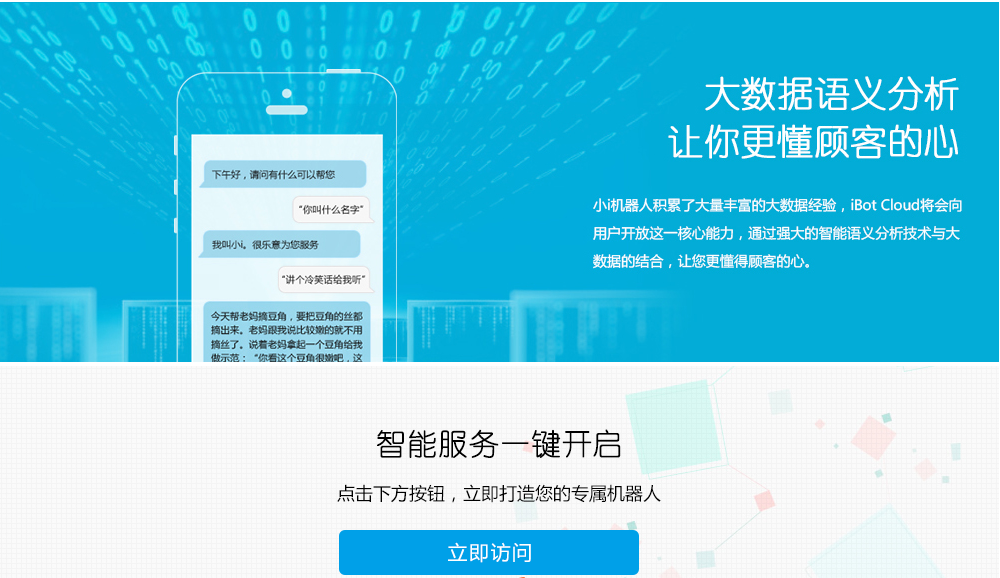 大数据语义分析
让你更懂顾客的心
小i机器人积累了大量丰富的大数据经验，iBot Cloud将会向
用户开放这一核心能力，通过强大的智能语义分析技术与大
数据的结合，让您更懂得顾客的心。
下午好，请问有什么可以帮您
“你叫什么名字”
我叫小i。很乐意为您服务
“讲个冷笑话给我听”
今天帮老妈摘豆角，要把豆角的丝都
摘出来。老妈跟我说比较嫩的就不用
摘丝了。说着老妈拿起一个豆角给我
做示范：“你看这个豆角很嫩吧，这
智能服务一键开启
点击下方按钮，立即打造您的专属机器人
立即访问